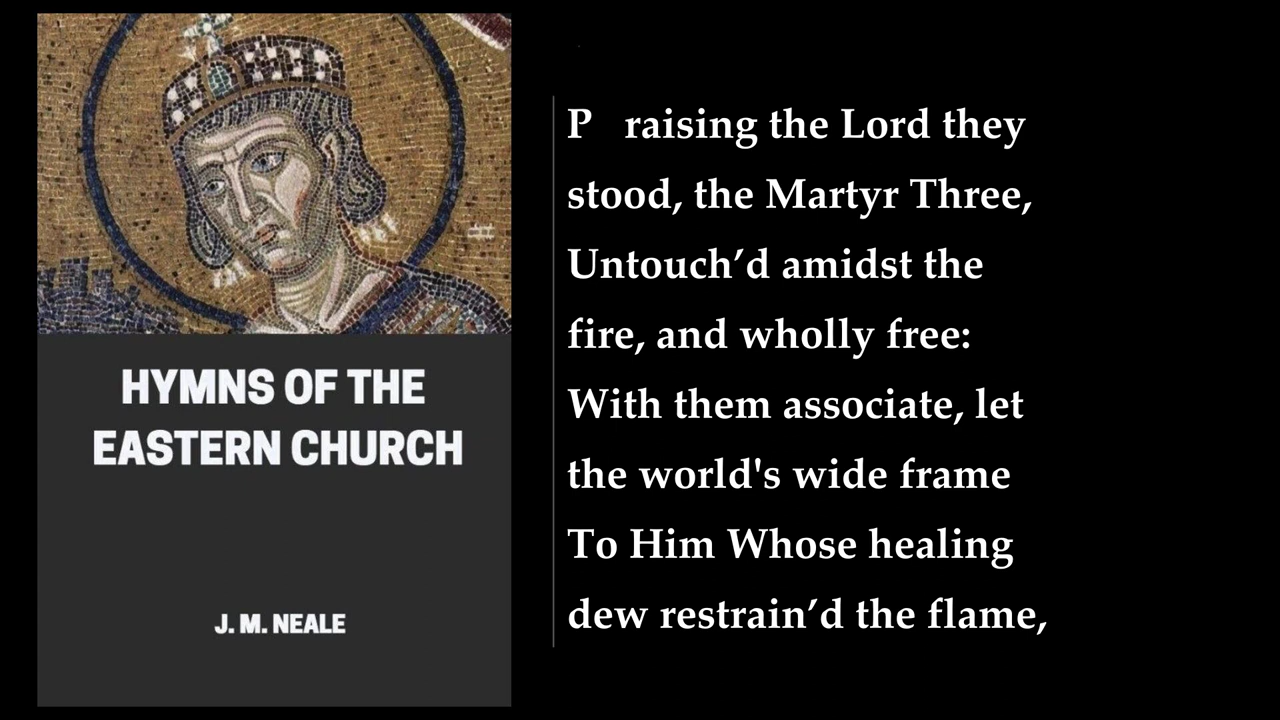 HYMNS OF THE
EASTERN CHURCH
J. M. NEALE
P raising the Lord they
stood, the Martyr Three,
Untouch’d amidst the
fire, and wholly free:
With them associate, let
the world's wide frame
To Him Whose healing
dew restrain’d the flame,